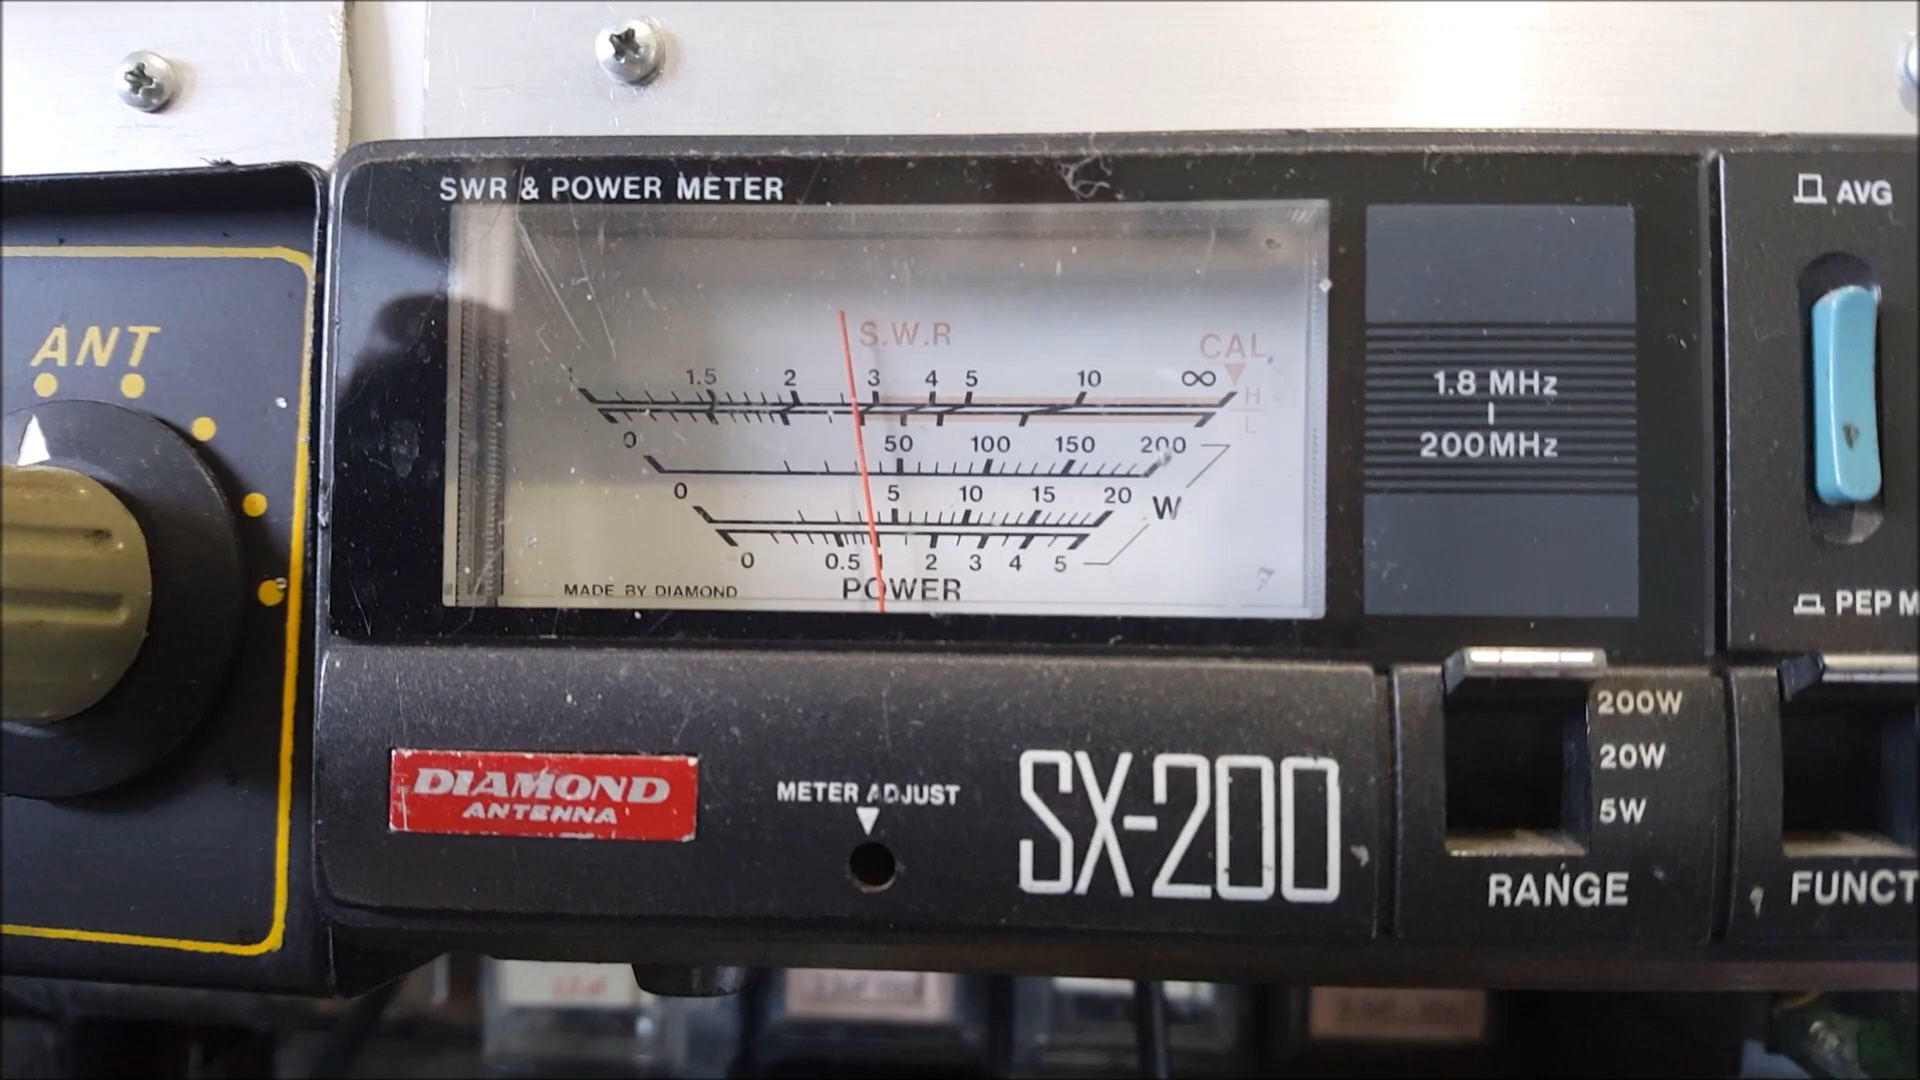 SWR & POWER METER
AVG
ANT
S.W.R
CAL.
1.5 2 3 4 5 10 ∞
H
L
1.8 MHz
200MHz
0 50 100 150 200
0 5 10 15 20
W
0 0.5 1 2 3 4 5
MADE BY DIAMOND
POWER
PEP M
DIAMOND
ANTENNA
METER ADJUST
SX-200
200W
20W
5W
RANGE
FUNCT